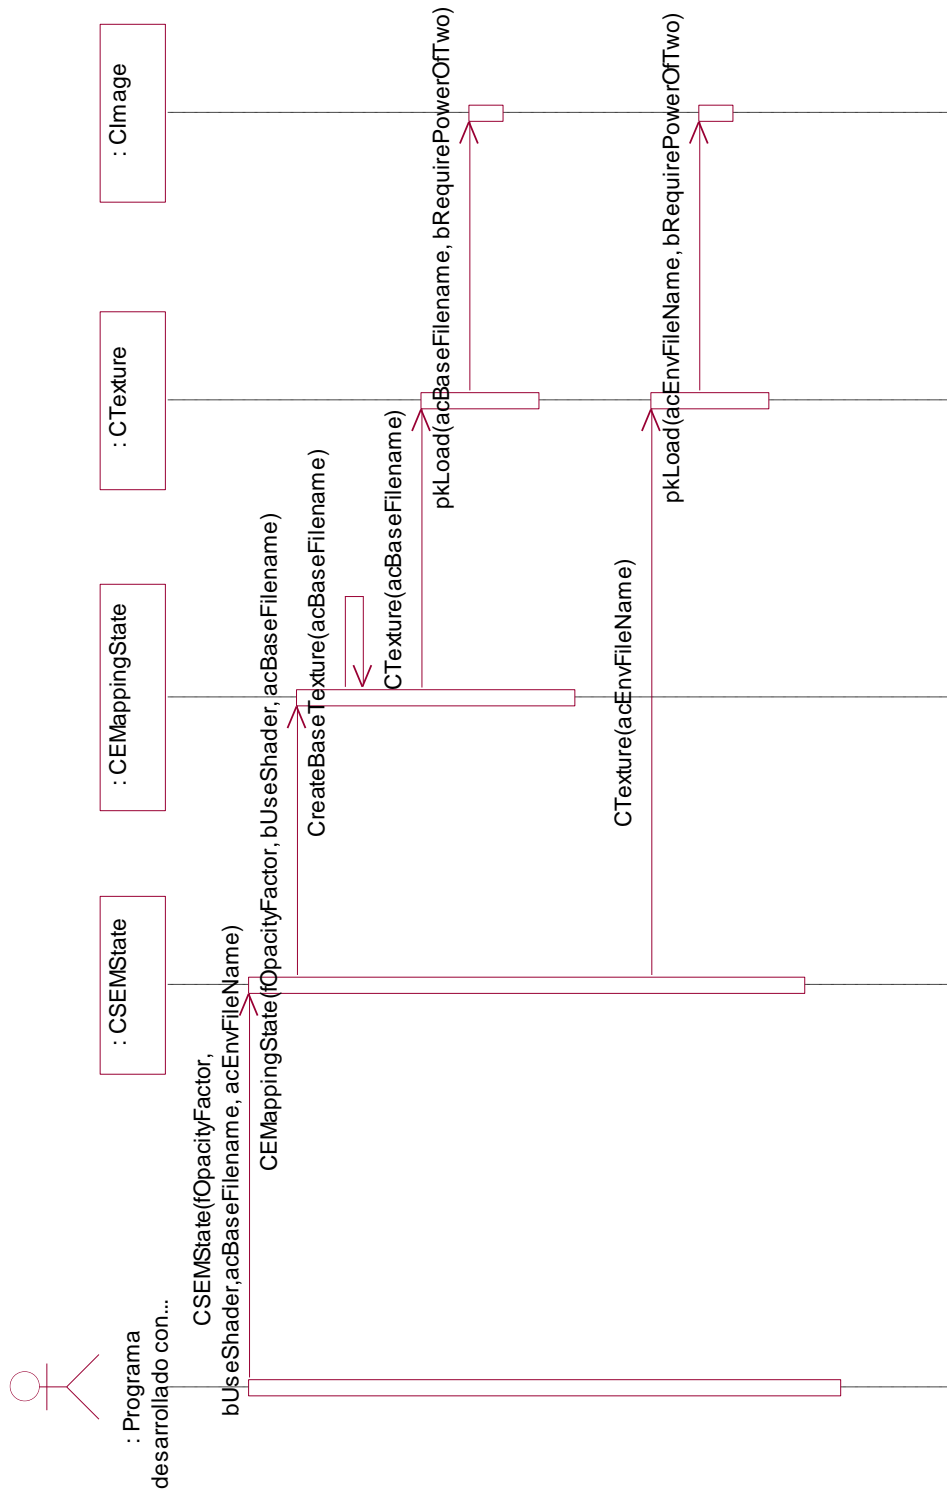 : Programa
desarrollado con...
: CSEMState
: CEMappingState
: CTexture
: CImage
CSEMState(fOpacityFactor,
bUseShader,acBaseFilename, acEnvFileName)
CEMappingState(fOpacityFactor, bUseShader, acBaseFilename)
CreateBaseTexture(acBaseFilename)
CTexture(acBaseFilename)
pkLoad(acBaseFilename, bRequirePowerOfTwo)
CTexture(acEnvFileName)
pkLoad(acEnvFileName, bRequirePowerOfTwo)